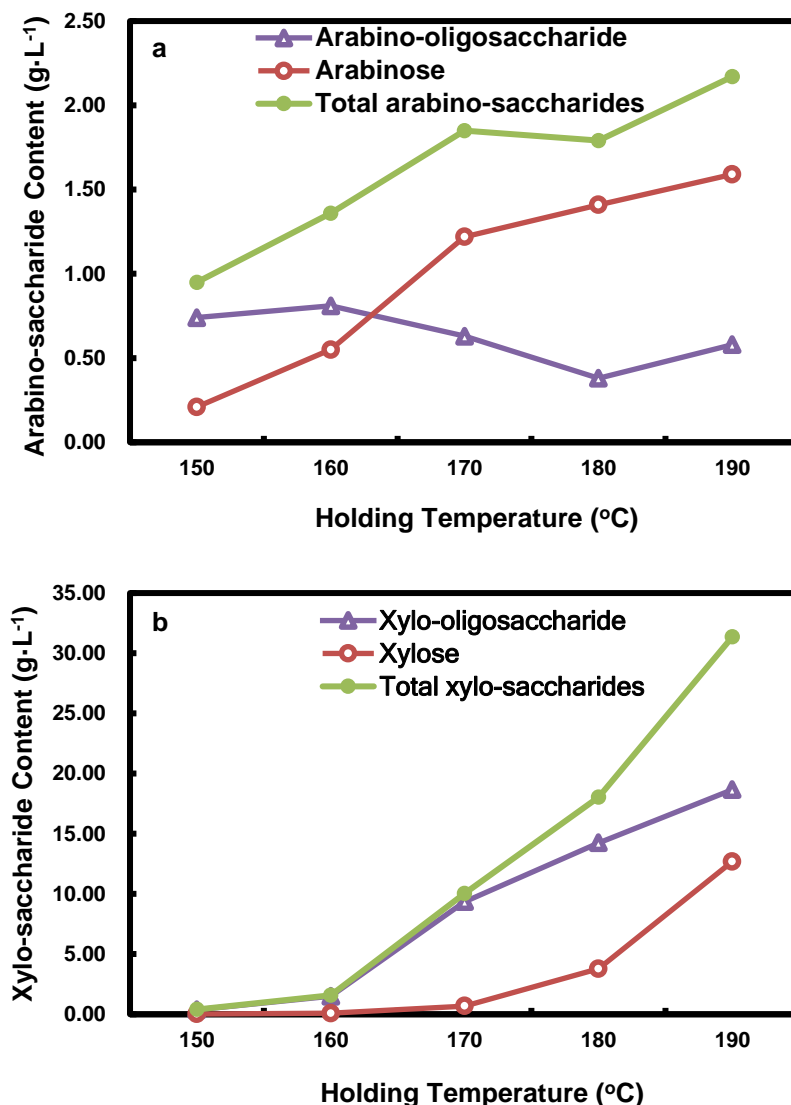 a
Arabino-oligosaccharide
Arabinose
Total arabino-saccharides
Arabino-saccharide Content (g·L-1)
2.50
2.00
1.50
1.00
0.50
0.00
150 160 170 180 190
Holding Temperature (oC)
b
Xylo-oligosaccharide
Xylose
Total xylo-saccharides
Xylo-saccharide Content (g·L-1)
35.00
30.00
25.00
20.00
15.00
10.00
5.00
0.00
150 160 170 180 190
Holding Temperature (oC)